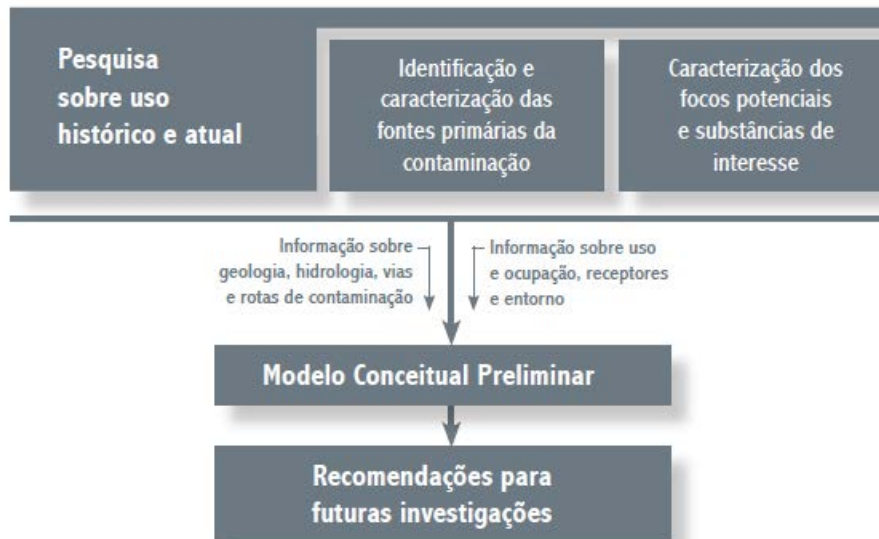 Pesquisa
sobre uso
histórico e atual
Identificação e
caracterização das
fontes primárias da
contaminação
Caracterização dos
focos potenciais
e substâncias de
interesse
Informação sobre
geologia, hidrologia, vias
e rotas de contaminação
Informação sobre uso
e ocupação, receptores
e entorno
Modelo Conceitual Preliminar
Recomendações para
futuras investigações